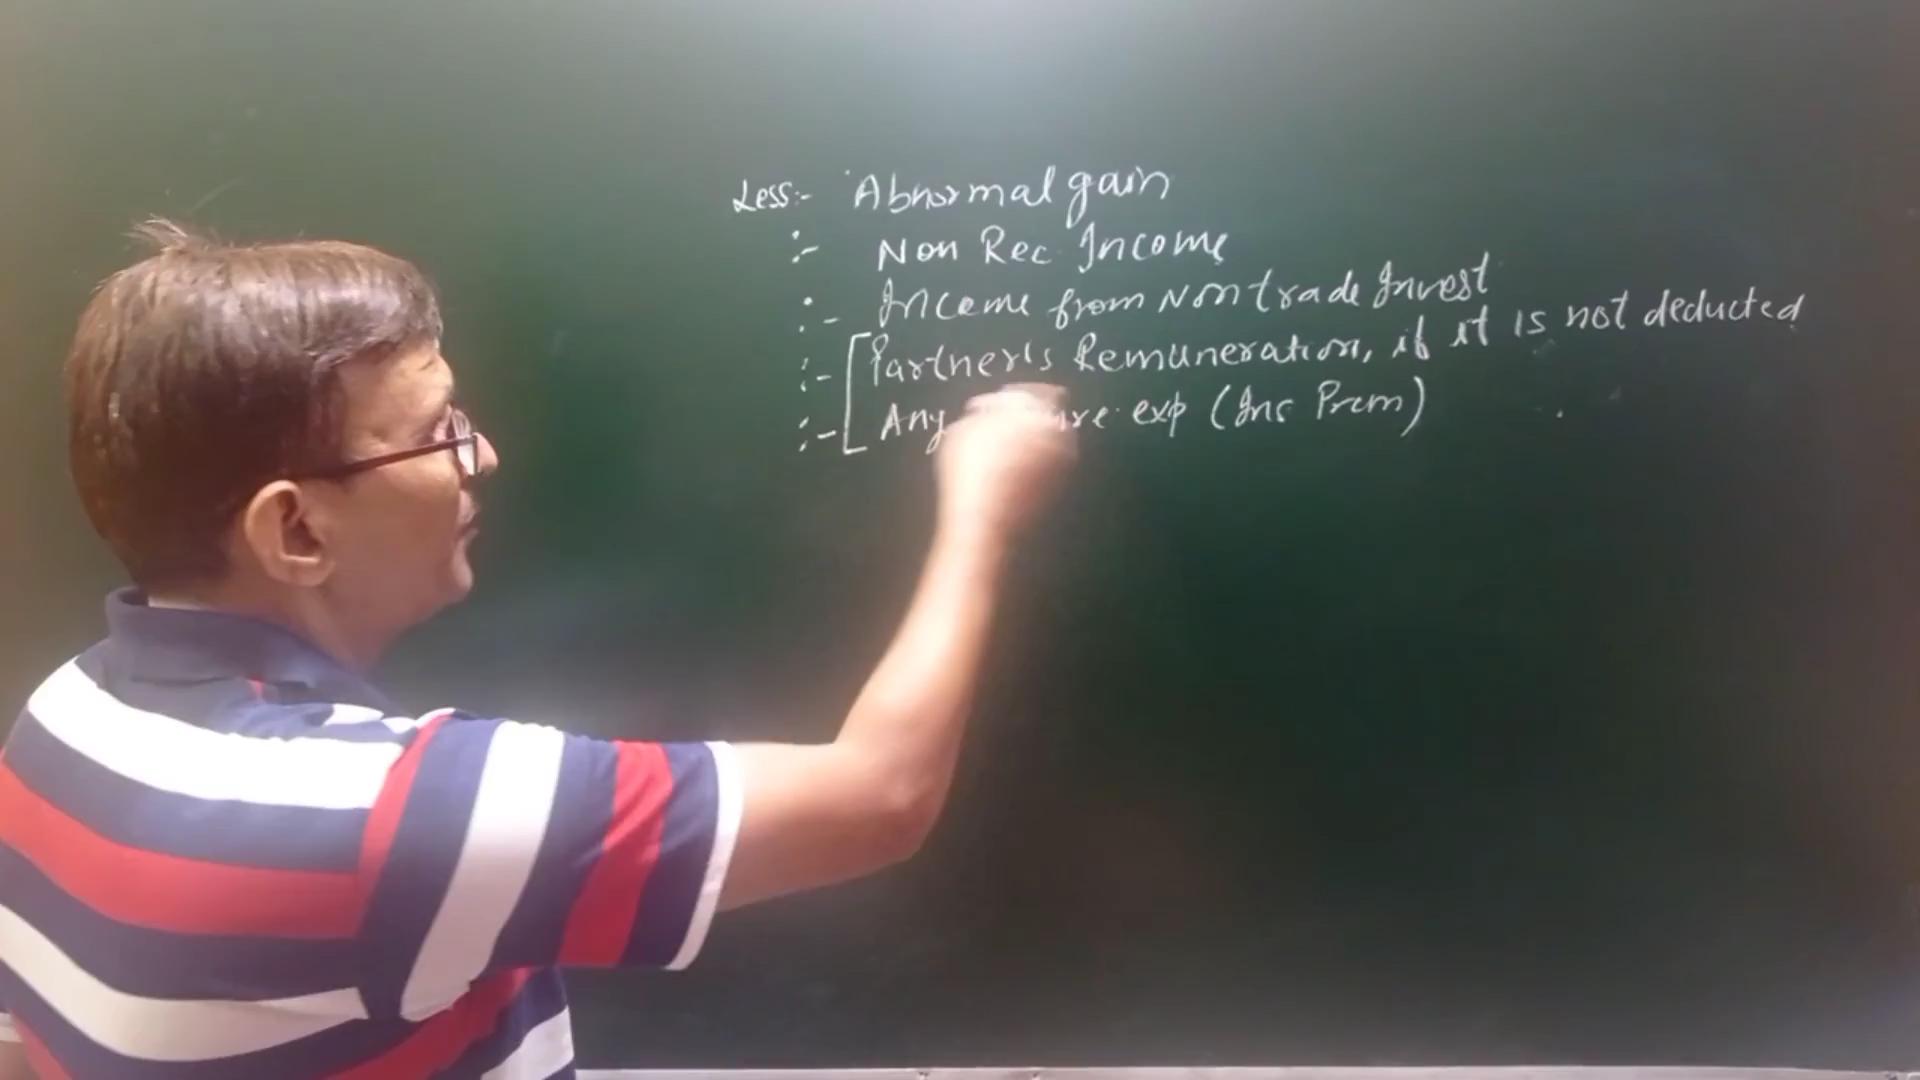 Less:- Abnormal gain
:- Non Rec. Income
:- Income from Non trade Invest
:- Partner's Remuneration, if it is not deducted
:- Any exp (Ins Prem)